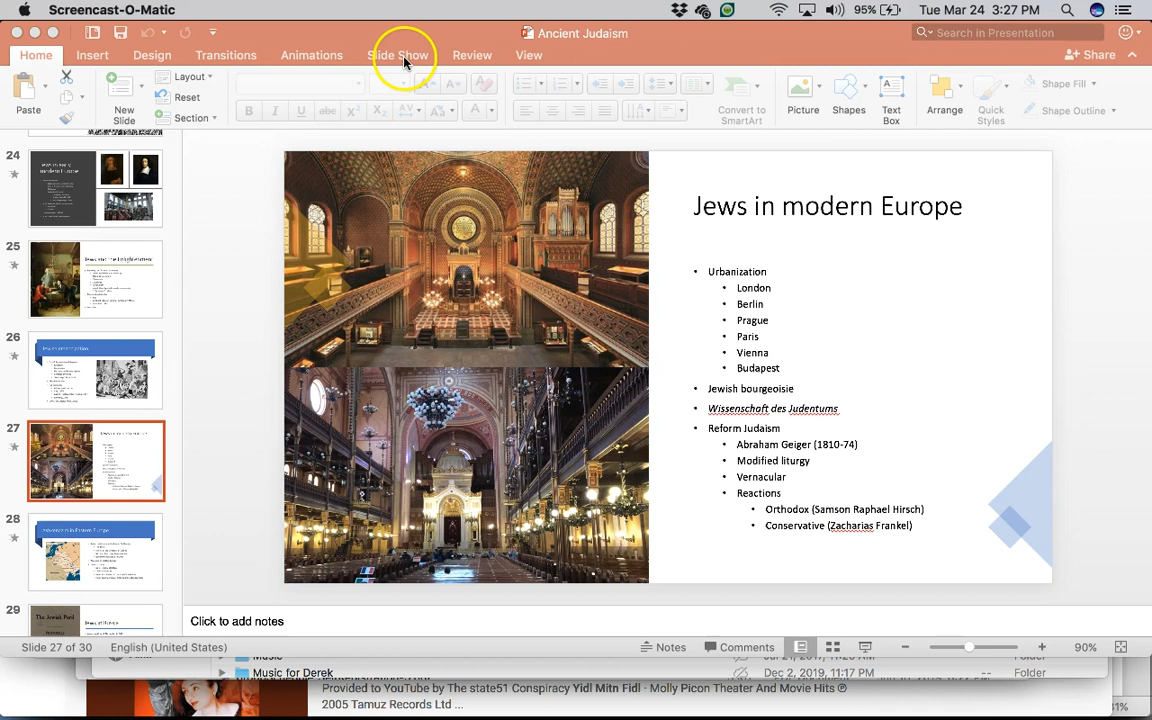 Screencast-O-Matic
95%
Tue Mar 24 3:27 PM
Ancient Judaism
Search in Presentation
Home
Insert
Design
Transitions
Animations
Slide Show
Review
View
Share
Paste
New Slide
Layout
Reset
Section
B I U abc X² X₂
Convert to SmartArt
Picture
Shapes
Text Box
Arrange
Quick Styles
Shape Fill
Shape Outline
24
25
26
27
28
29
Jews in modern Europe
• Urbanization
• London
• Berlin
• Prague
• Paris
• Vienna
• Budapest
• Jewish bourgeoisie
• Wissenschaft des Judentums
• Reform Judaism
• Abraham Geiger (1810-74)
• Modified liturgy
• Vernacular
• Reactions
• Orthodox (Samson Raphael Hirsch)
• Conservative (Zacharias Frankel)
Click to add notes
Slide 27 of 30
English (United States)
Notes
Comments
90%
Music for Derek
Dec 2, 2019, 11:17 PM
--
Folder
Provided to YouTube by The state51 Conspiracy Yidl Mitn Fidl · Molly Picon Theater And Movie Hits ℗
2005 Tamuz Records Ltd ...